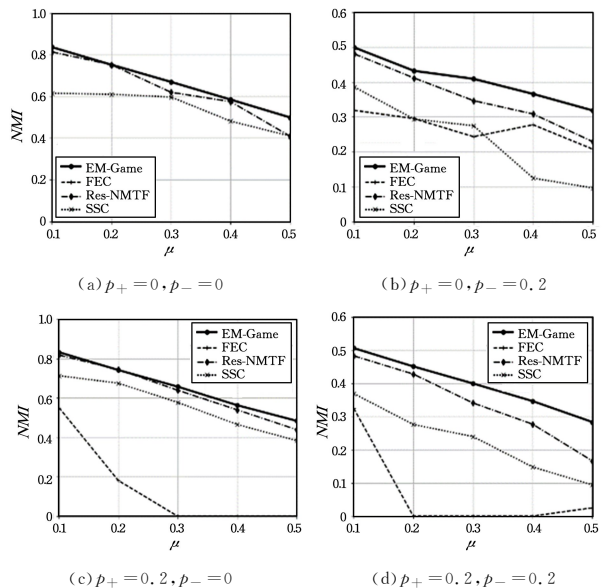 1.0
0.8
0.6
0.4
0.2
0
NMI
EM-Game
FEC
Res-NMTF
SSC
0.1 0.2 0.3 0.4 0.5
μ
(a) p₊=0, p₋=0
0.6
0.5
0.4
0.3
0.2
0.1
0
NMI
EM-Game
FEC
Res-NMTF
SSC
0.1 0.2 0.3 0.4 0.5
μ
(b) p₊=0, p₋=0.2
1.0
0.8
0.6
0.4
0.2
0
NMI
EM-Game
FEC
Res-NMTF
SSC
0.1 0.2 0.3 0.4 0.5
μ
(c) p₊=0.2, p₋=0
0.6
0.5
0.4
0.3
0.2
0.1
0
NMI
EM-Game
FEC
Res-NMTF
SSC
0.1 0.2 0.3 0.4 0.5
μ
(d) p₊=0.2, p₋=0.2